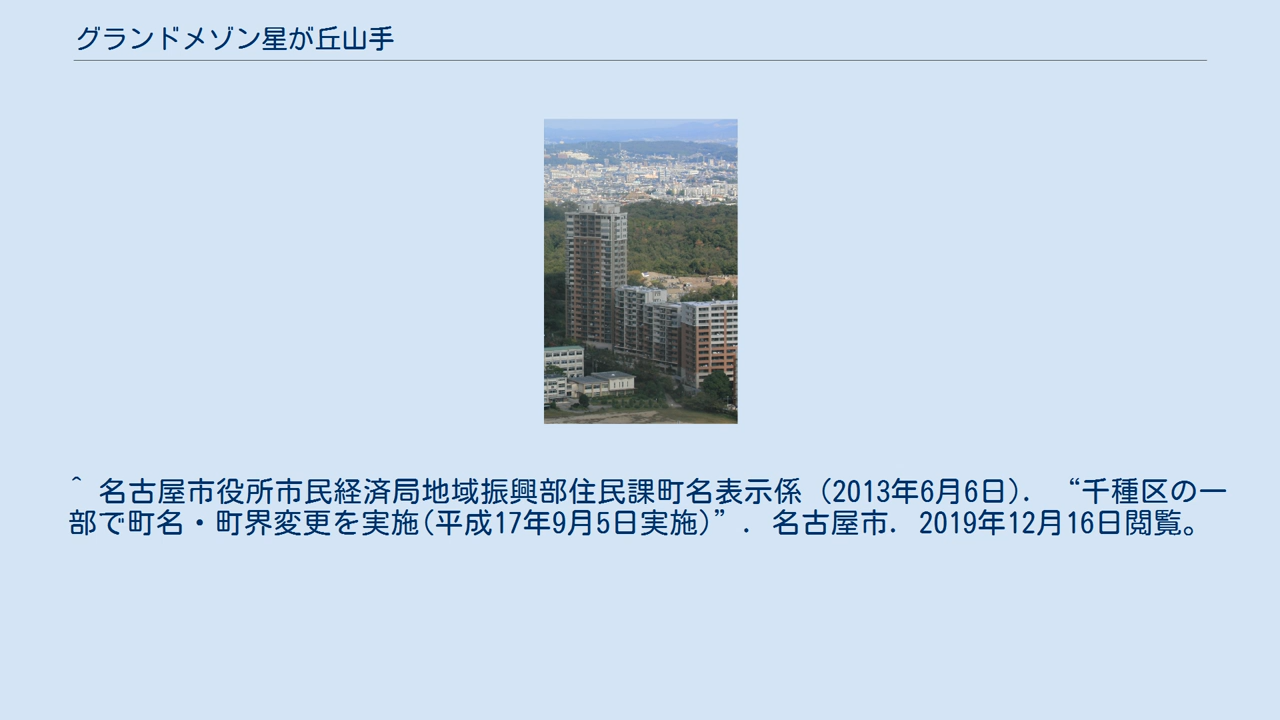 グランドメゾン星が丘山手
^ 名古屋市役所市民経済局地域振興部住民課町名表示係 (2013年6月6日). “千種区の一
部で町名・町界変更を実施(平成17年9月5日実施)”. 名古屋市. 2019年12月16日閲覧。